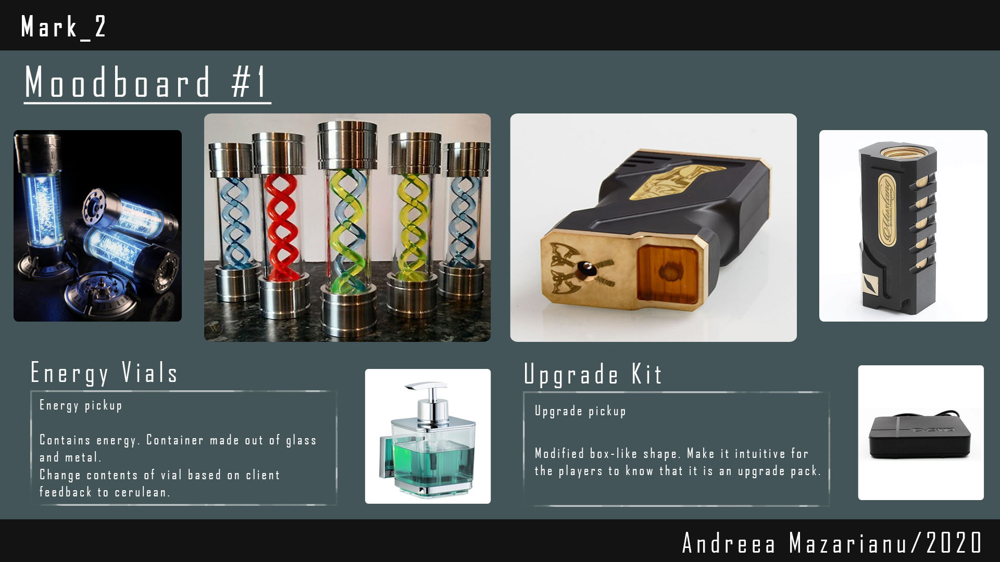 Mark_2
Moodboard #1
Mustang
Energy Vials
Energy pickup
Contains energy. Container made out of glass
and metal.
Change contents of vial based on client
feedback to cerulean.
Upgrade Kit
Upgrade pickup
Modified box-like shape. Make it intuitive for
the players to know that it is an upgrade pack.
Andreea Mazarianu/2020